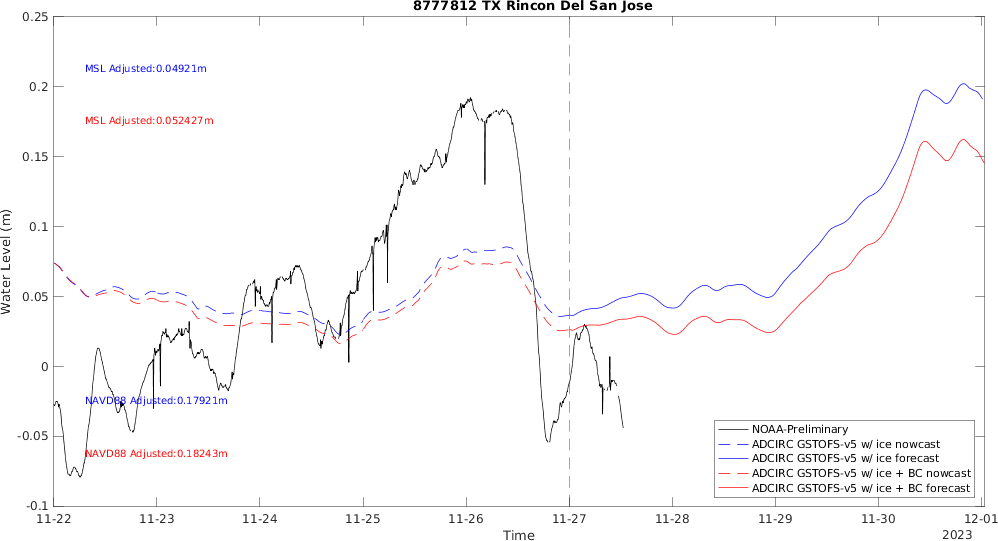 8777812 TX Rincon Del San Jose
Water Level (m)
0.25
0.2
0.15
0.1
0.05
0
-0.05
-0.1
MSL Adjusted:0.04921m
MSL Adjusted:0.052427m
NAVD88 Adjusted:0.17921m
NAVD88 Adjusted:0.18243m
NOAA-Preliminary
ADCIRC GSTOFS-v5 w/ ice nowcast
ADCIRC GSTOFS-v5 w/ ice forecast
ADCIRC GSTOFS-v5 w/ ice + BC nowcast
ADCIRC GSTOFS-v5 w/ ice + BC forecast
11-22 11-23 11-24 11-25 11-26 11-27 11-28 11-29 11-30 12-01
Time
2023